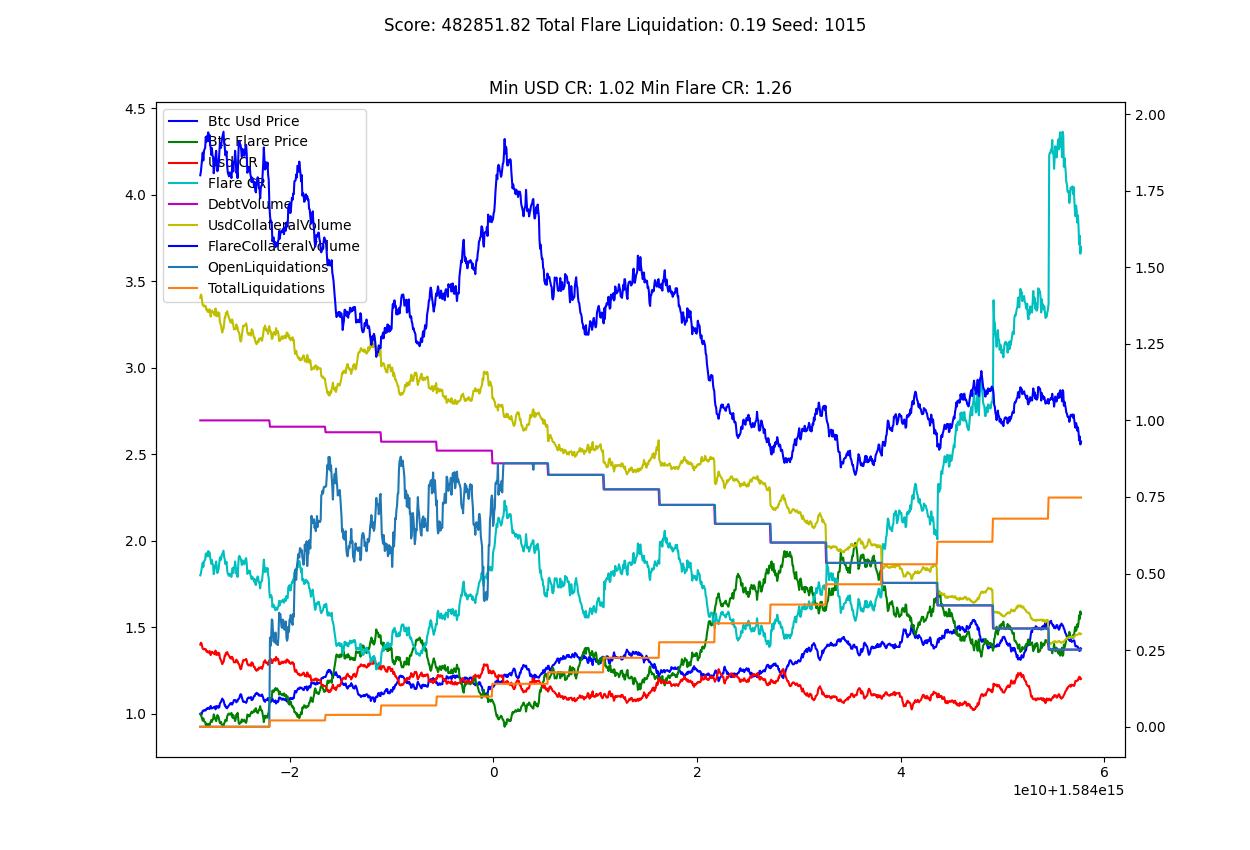 Score: 482851.82 Total Flare Liquidation: 0.19 Seed: 1015
Min USD CR: 1.02 Min Flare CR: 1.26
Btc Usd Price
Btc Flare Price
Usd CR
Flare CR
DebtVolume
UsdCollateralVolume
FlareCollateralVolume
OpenLiquidations
TotalLiquidations
4.5
4.0
3.5
3.0
2.5
2.0
1.5
1.0
2.00
1.75
1.50
1.25
1.00
0.75
0.50
0.25
0.00
−2
0
2
4
6
1e10+1.584e15